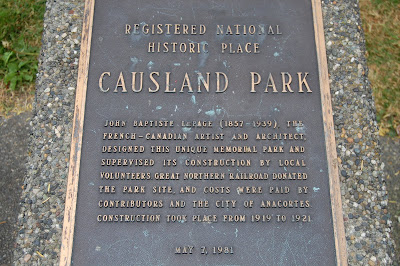 REGISTERED NATIONAL
HISTORIC PLACE
CAUSLAND PARK
JOHN BAPTISTE LEPAGE (1857-1939), THE
FRENCH-CANADIAN ARTIST AND ARCHITECT,
DESIGNED THIS UNIQUE MEMORIAL PARK AND
SUPERVISED ITS CONSTRUCTION BY LOCAL
VOLUNTEERS. GREAT NORTHERN RAILROAD DONATED
THE PARK SITE, AND COSTS WERE PAID BY
CONTRIBUTORS AND THE CITY OF ANACORTES.
CONSTRUCTION TOOK PLACE FROM 1919 TO 1921.
MAY 7, 1981